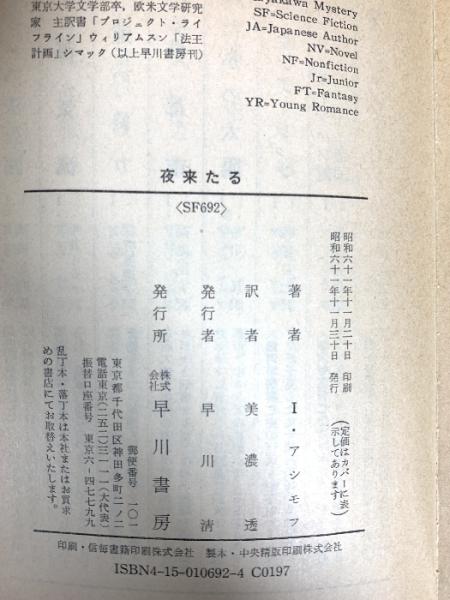 東京大学文学部卒,欧米文学研究
家 主訳書「プロジェクト・ライ
フライン」ウィリアムスン「法王
計画」シマック(以上早川書房刊)
yakawa Mystery
SF=Science Fiction
JA=Japanese Author
NV=Novel
NF=Nonfiction
Jr=Junior
FT=Fantasy
YR=Young Romance
夜来たる
〈SF692〉
昭和六十一年十一月二十日 印刷
昭和六十一年十一月三十日 発行
(定価はカバーに表示してあります)
著者 I・アシモフ
訳者 美濃透
発行者 早川清
発行所 株式会社 早川書房
郵便番号 一〇一
東京都千代田区神田多町二ノ二
電話東京(二五二)三一一一(大代表)
振替口座番号 東京六-四七七九九
乱丁本・落丁本は本社またはお買求
めの書店にてお取替えいたします。
印刷・信毎書籍印刷株式会社 製本・中央精版印刷株式会社
ISBN4-15-010692-4 C0197